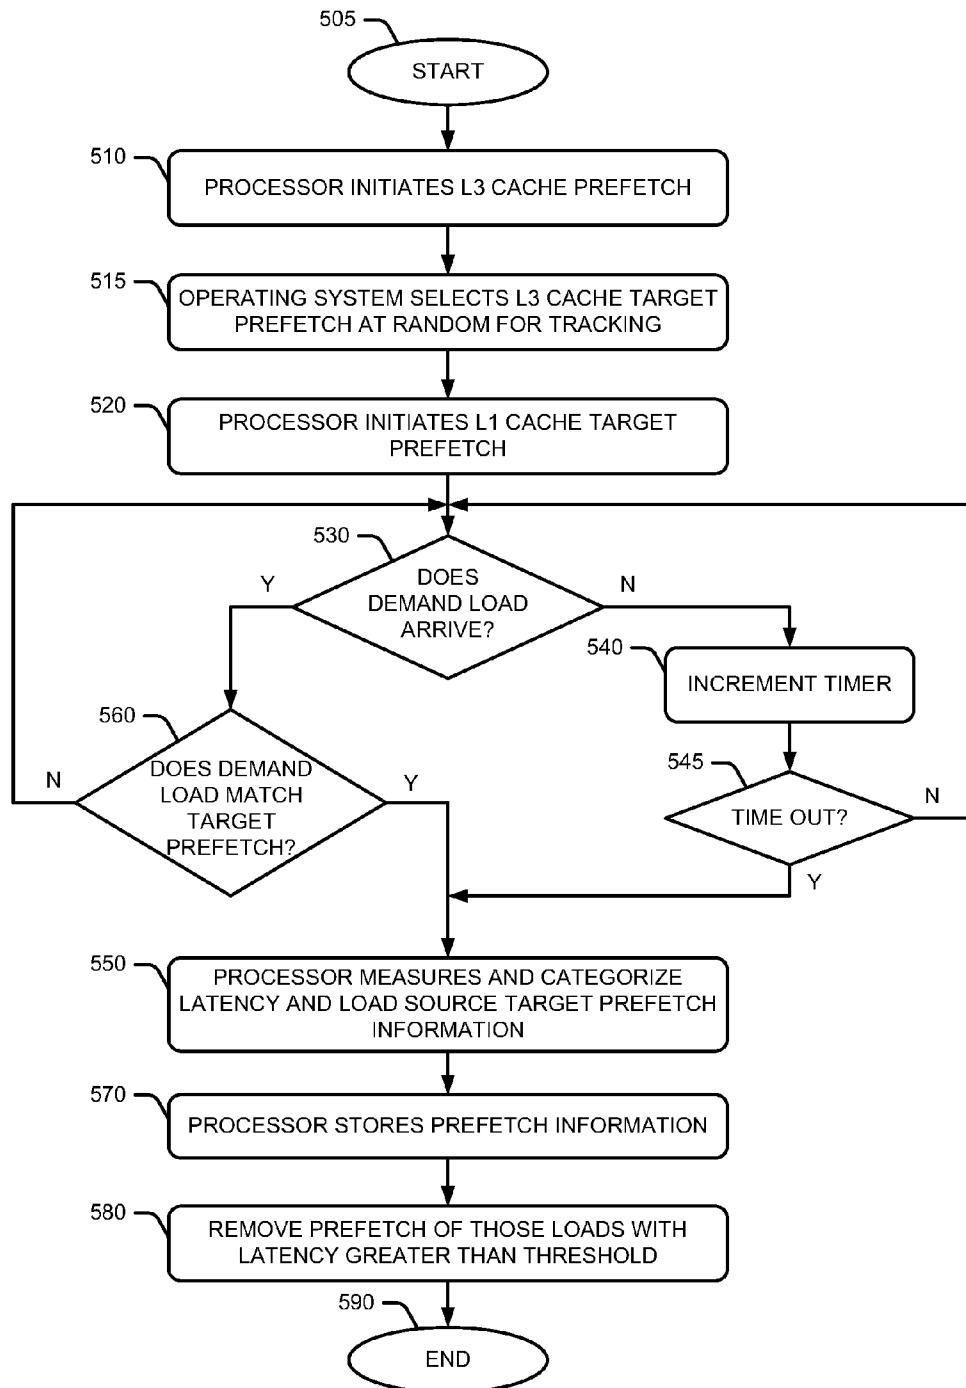 505
START
510
PROCESSOR INITIATES L3 CACHE PREFETCH
515
OPERATING SYSTEM SELECTS L3 CACHE TARGET
PREFETCH AT RANDOM FOR TRACKING
520
PROCESSOR INITIATES L1 CACHE TARGET
PREFETCH
530
Y
DOES
DEMAND LOAD
ARRIVE?
N
540
INCREMENT TIMER
560
N
DOES DEMAND
LOAD MATCH
TARGET
PREFETCH?
Y
545
TIME OUT?
N
Y
550
PROCESSOR MEASURES AND CATEGORIZE
LATENCY AND LOAD SOURCE TARGET PREFETCH
INFORMATION
570
PROCESSOR STORES PREFETCH INFORMATION
580
REMOVE PREFETCH OF THOSE LOADS WITH
LATENCY GREATER THAN THRESHOLD
590
END